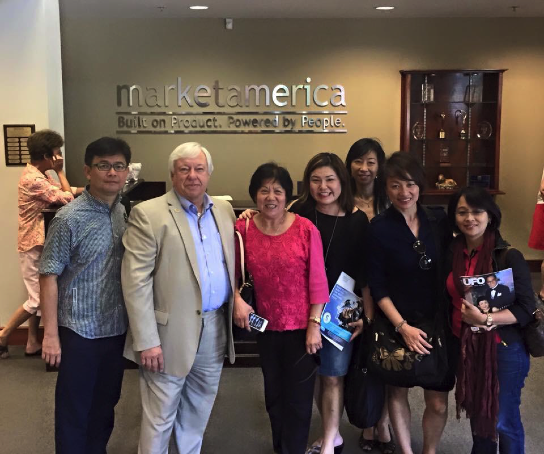 marketamerica
Built on Product. Powered by People.
UFO